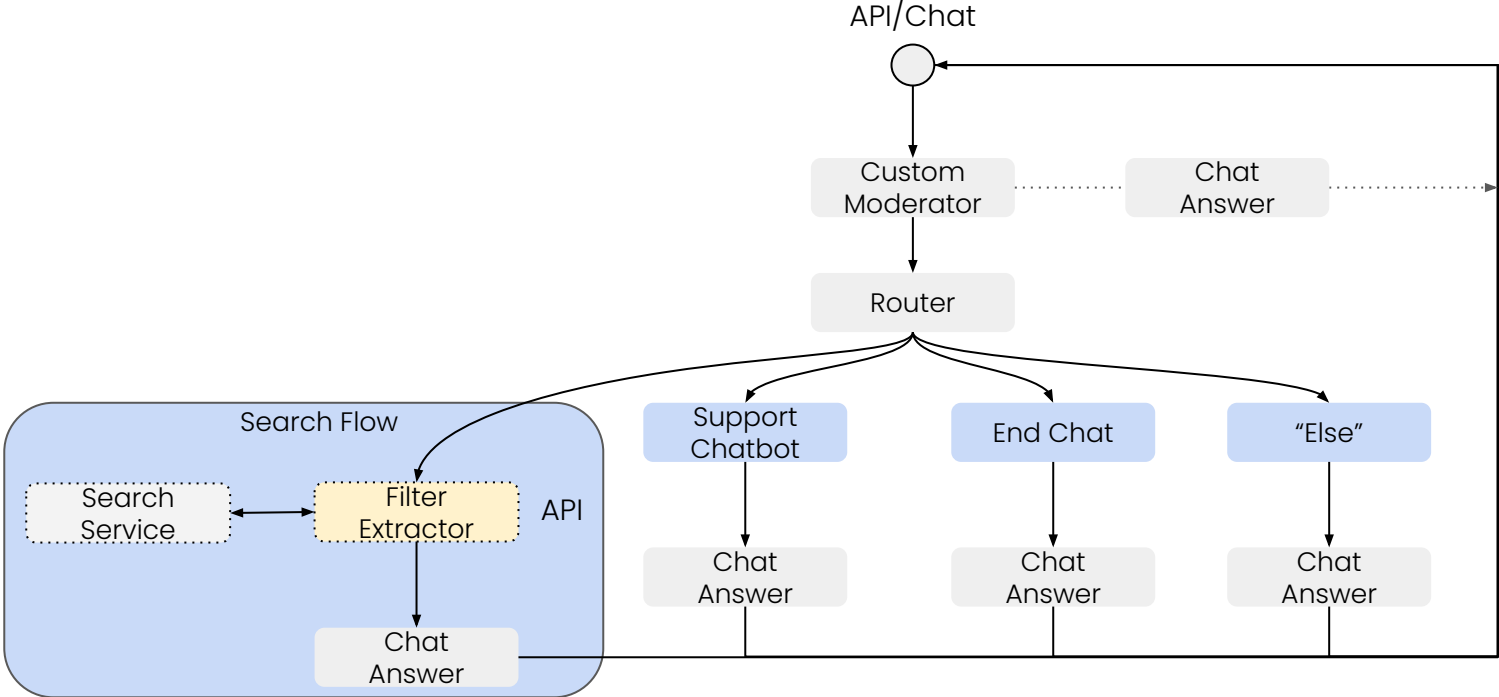 API/Chat
Custom
Moderator
Chat
Answer
Router
Search Flow
Support
Chatbot
End Chat
“Else”
Search
Service
Filter
Extractor
API
Chat
Answer
Chat
Answer
Chat
Answer
Chat
Answer